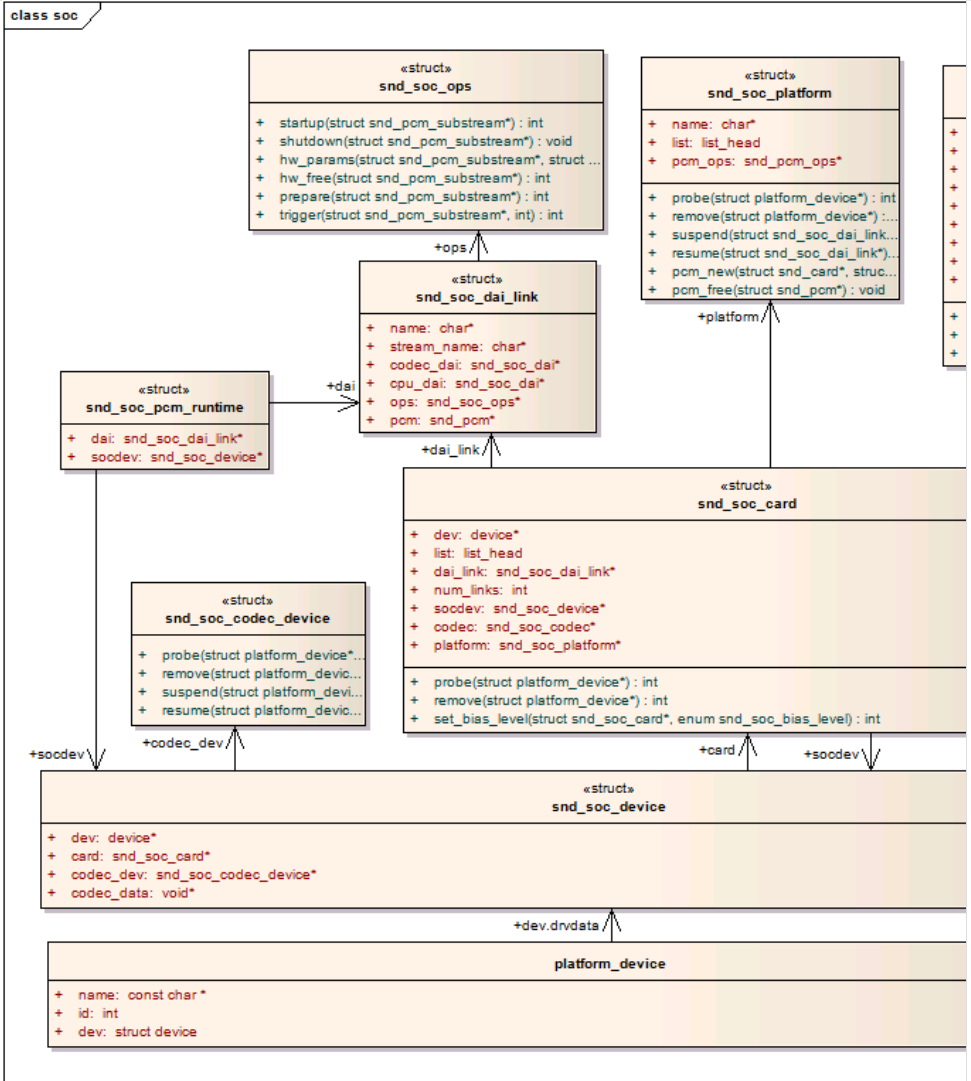 class soc
«struct»
snd_soc_ops
+ startup(struct snd_pcm_substream*) : int
+ shutdown(struct snd_pcm_substream*) : void
+ hw_params(struct snd_pcm_substream*, struct ...
+ hw_free(struct snd_pcm_substream*) : int
+ prepare(struct snd_pcm_substream*) : int
+ trigger(struct snd_pcm_substream*, int) : int
«struct»
snd_soc_platform
+ name: char*
+ list: list_head
+ pcm_ops: snd_pcm_ops*
+ probe(struct platform_device*) : int
+ remove(struct platform_device*) :...
+ suspend(struct snd_soc_dai_link...
+ resume(struct snd_soc_dai_link*)...
+ pcm_new(struct snd_card*, struc...
+ pcm_free(struct snd_pcm*) : void
+
+
+
+
+
+
+
+
+
+
+
+
+ops
+platform
«struct»
snd_soc_dai_link
+ name: char*
+ stream_name: char*
+ codec_dai: snd_soc_dai*
+ cpu_dai: snd_soc_dai*
+ ops: snd_soc_ops*
+ pcm: snd_pcm*
+dai
«struct»
snd_soc_pcm_runtime
+ dai: snd_soc_dai_link*
+ socdev: snd_soc_device*
+dai_link
«struct»
snd_soc_card
+ dev: device*
+ list: list_head
+ dai_link: snd_soc_dai_link*
+ num_links: int
+ socdev: snd_soc_device*
+ codec: snd_soc_codec*
+ platform: snd_soc_platform*
+ probe(struct platform_device*) : int
+ remove(struct platform_device*) : int
+ set_bias_level(struct snd_soc_card*, enum snd_soc_bias_level) : int
«struct»
snd_soc_codec_device
+ probe(struct platform_device*...
+ remove(struct platform_devic...
+ suspend(struct platform_devi...
+ resume(struct platform_devic...
+socdev
+codec_dev
+card
+socdev
«struct»
snd_soc_device
+ dev: device*
+ card: snd_soc_card*
+ codec_dev: snd_soc_codec_device*
+ codec_data: void*
+dev.drvdata
platform_device
+ name: const char *
+ id: int
+ dev: struct device